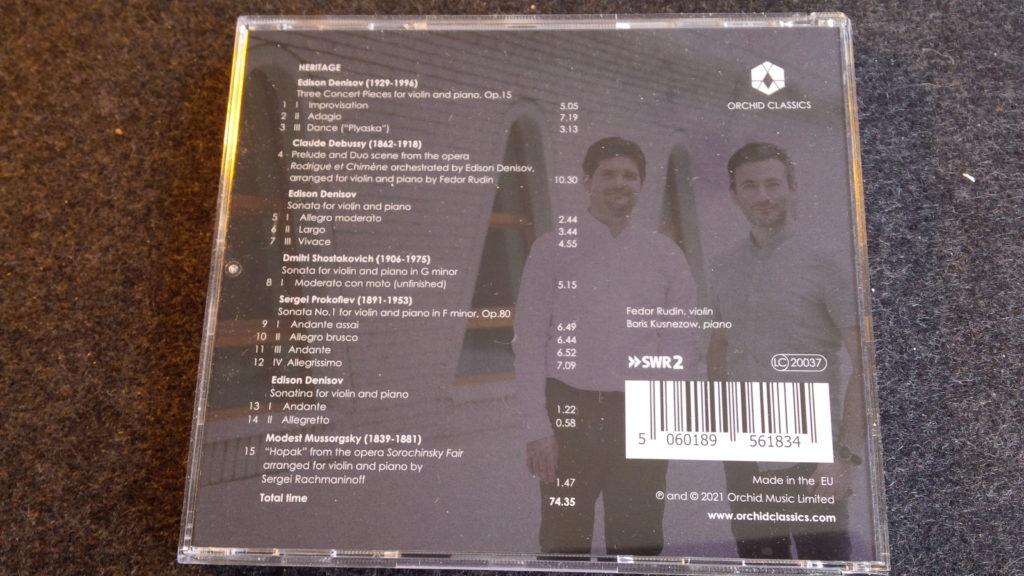 HERITAGE
Edison Denisov (1929-1996)
Three Concert Pieces for violin and piano, Op.15
1 I Improvisation 5.05
2 II Adagio 7.19
3 III Dance ("Plyaska") 3.13
Claude Debussy (1862-1918)
4 Prelude and Duo scene from the opera
Rodrigue et Chimène orchestrated by Edison Denisov,
arranged for violin and piano by Fedor Rudin 10.30
Edison Denisov
Sonata for violin and piano
5 I Allegro moderato 2.44
6 II Largo 3.44
7 III Vivace 4.55
Dmitri Shostakovich (1906-1975)
Sonata for violin and piano in G minor
8 I Moderato con moto (unfinished) 5.15
Sergei Prokofiev (1891-1953)
Sonata No.1 for violin and piano in F minor, Op.80
9 I Andante assai 6.49
10 II Allegro brusco 6.44
11 III Andante 6.52
12 IV Allegrissimo 7.09
Edison Denisov
Sonatina for violin and piano
13 I Andante 1.22
14 II Allegretto 0.58
Modest Mussorgsky (1839-1881)
15 "Hopak" from the opera Sorochinsky Fair
arranged for violin and piano by
Sergei Rachmaninoff 1.47
Total time 74.35
ORCHID CLASSICS
Fedor Rudin, violin
Boris Kusnezow, piano
SWR2
LC 20037
5 060189 561834
Made in the EU
℗ and © 2021 Orchid Music Limited
www.orchidclassics.com